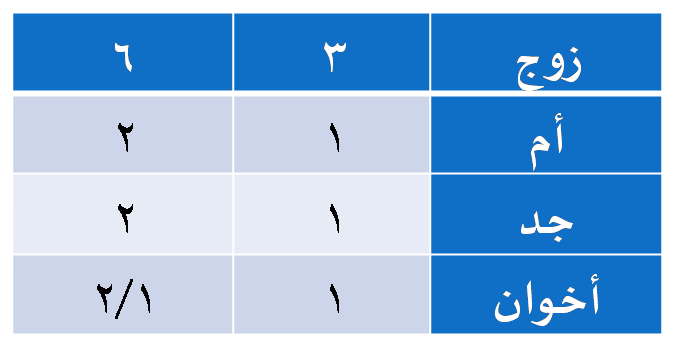 زوج ٣ ٦
أم ١ ٢
جد ١ ٢
أخوان ١ ٢/١